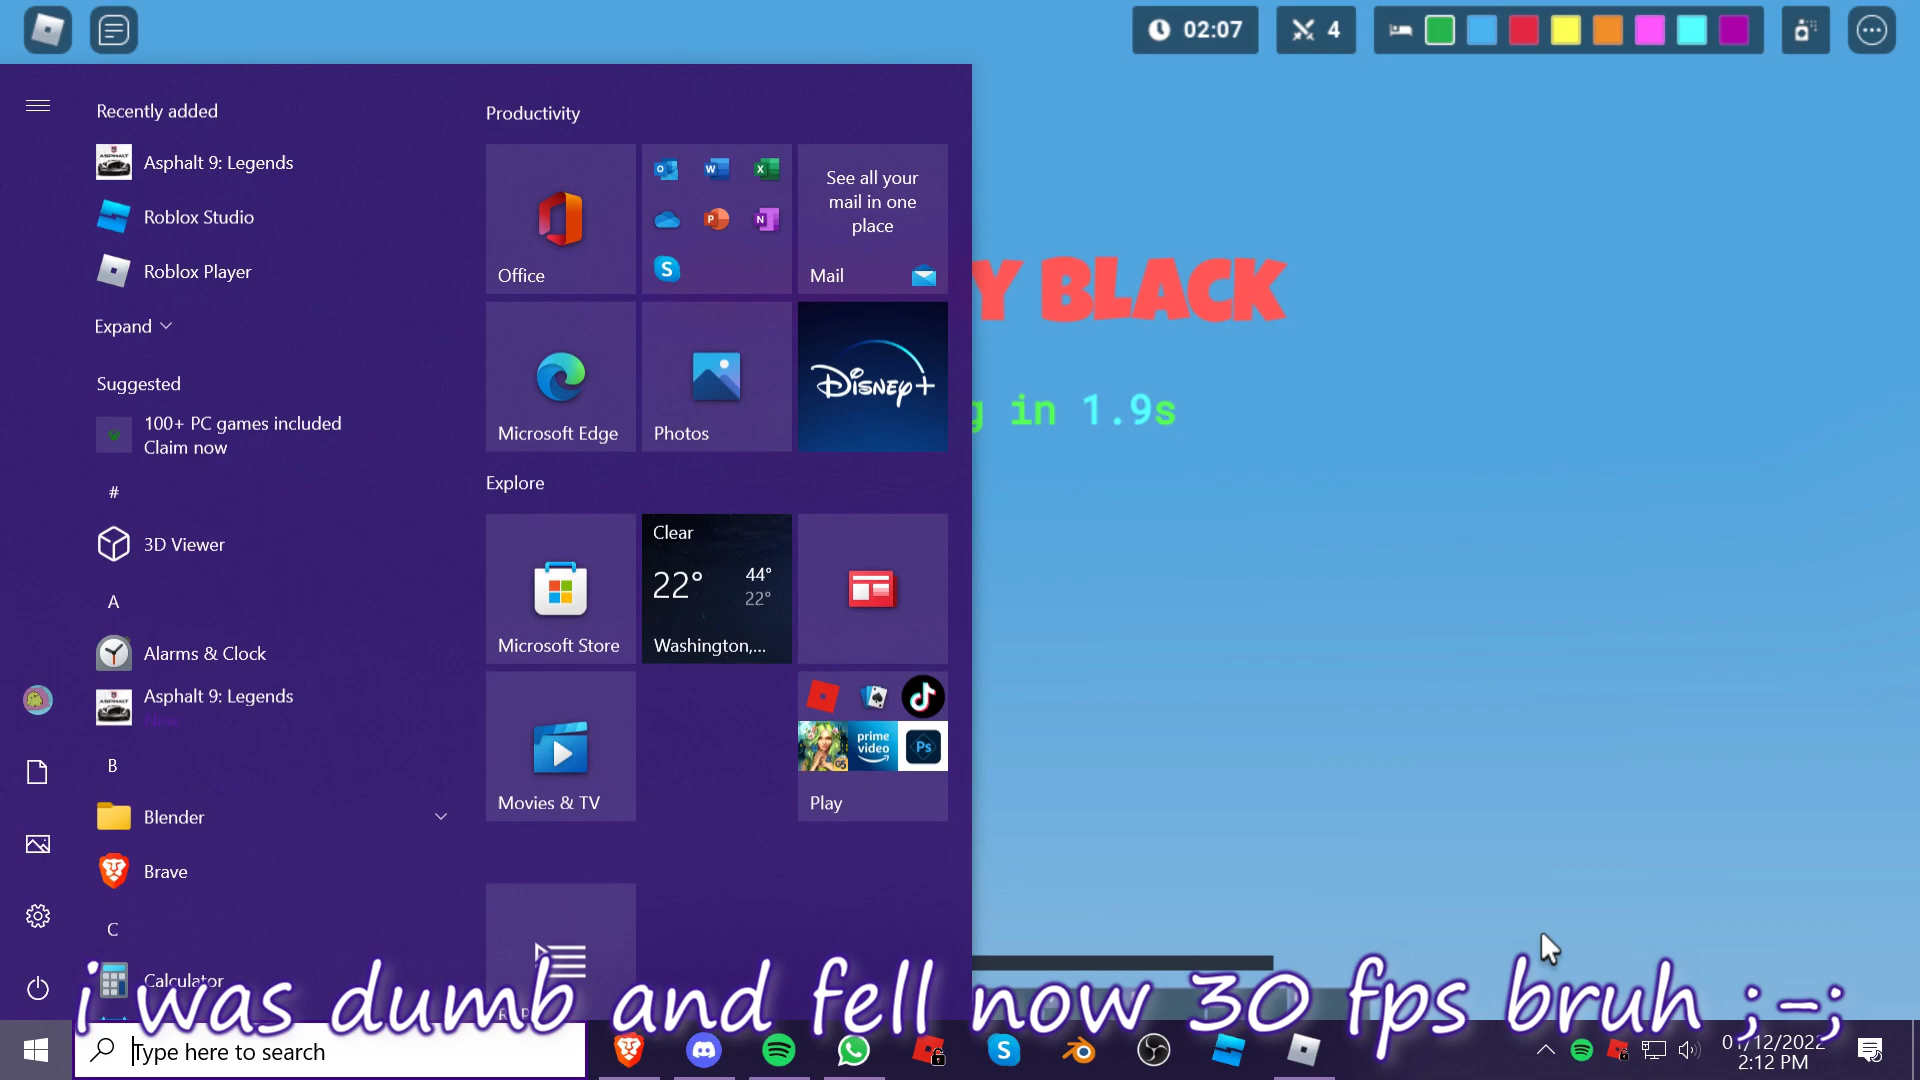 02:07
4
Recently added
Asphalt 9: Legends
Roblox Studio
Roblox Player
Expand
Suggested
100+ PC games included
Claim now
#
3D Viewer
A
Alarms & Clock
Asphalt 9: Legends
New
B
Blender
Brave
C
Calculator
Productivity
Office
See all your
mail in one
place
Mail
Microsoft Edge
Photos
Disney+
Explore
Microsoft Store
Clear
22°
44°
22°
Washington,...
Movies & TV
prime
video
Ps
Play
Y BLACK
g in 1.9s
i was dumb and fell now 30 fps bruh ;-;
Type here to search
2:12 PM